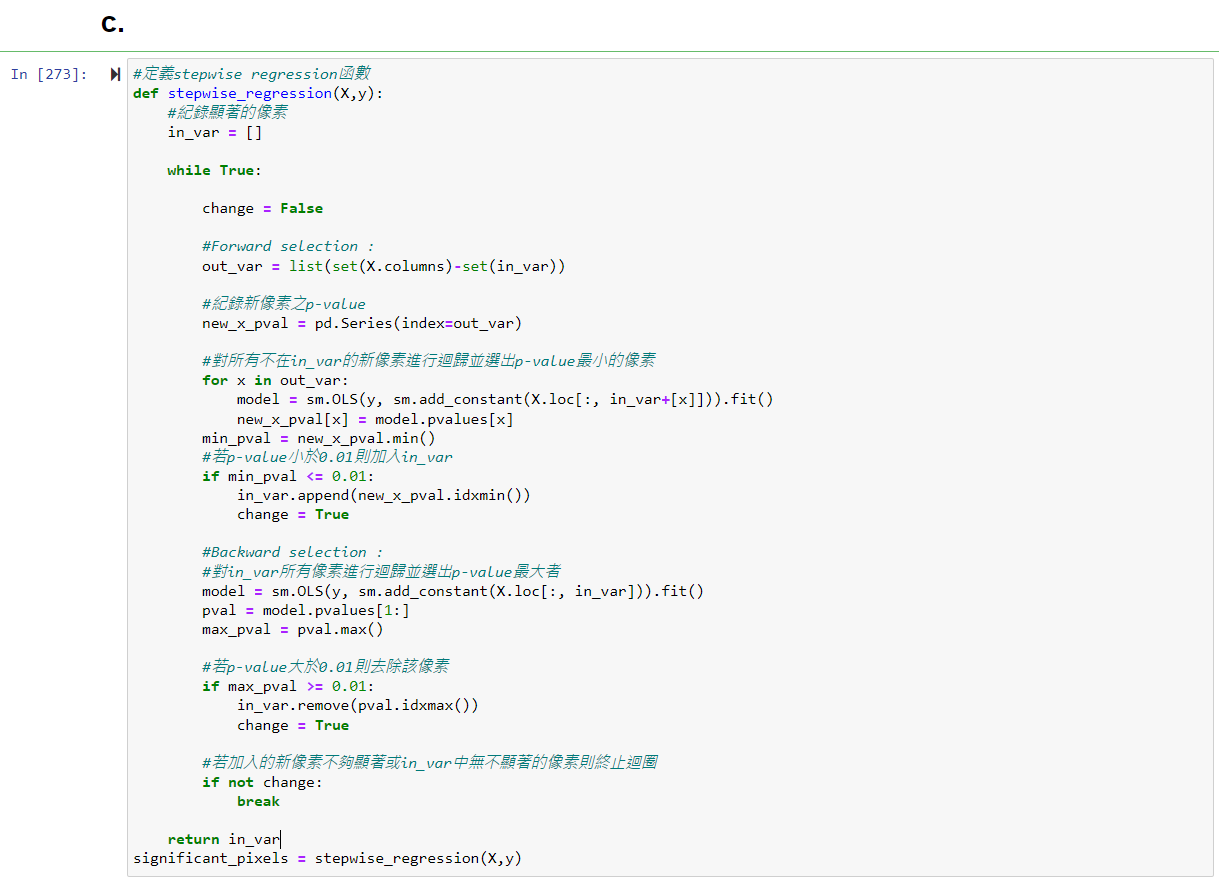 C.
In [273]:
#定義stepwise regression函數
def stepwise_regression(X,y):
    #紀錄顯著的像素
    in_var = []

    while True:

        change = False

        #Forward selection :
        out_var = list(set(X.columns)-set(in_var))

        #紀錄新像素之p-value
        new_x_pval = pd.Series(index=out_var)

        #對所有不在in_var的新像素進行迴歸並選出p-value最小的像素
        for x in out_var:
            model = sm.OLS(y, sm.add_constant(X.loc[:, in_var+[x]])).fit()
            new_x_pval[x] = model.pvalues[x]
        min_pval = new_x_pval.min()
        #若p-value小於0.01則加入in_var
        if min_pval <= 0.01:
            in_var.append(new_x_pval.idxmin())
            change = True

        #Backward selection :
        #對in_var所有像素進行迴歸並選出p-value最大者
        model = sm.OLS(y, sm.add_constant(X.loc[:, in_var])).fit()
        pval = model.pvalues[1:]
        max_pval = pval.max()

        #若p-value大於0.01則去除該像素
        if max_pval >= 0.01:
            in_var.remove(pval.idxmax())
            change = True

        #若加入的新像素不夠顯著或in_var中無不顯著的像素則終止迴圈
        if not change:
            break

    return in_var
significant_pixels = stepwise_regression(X,y)